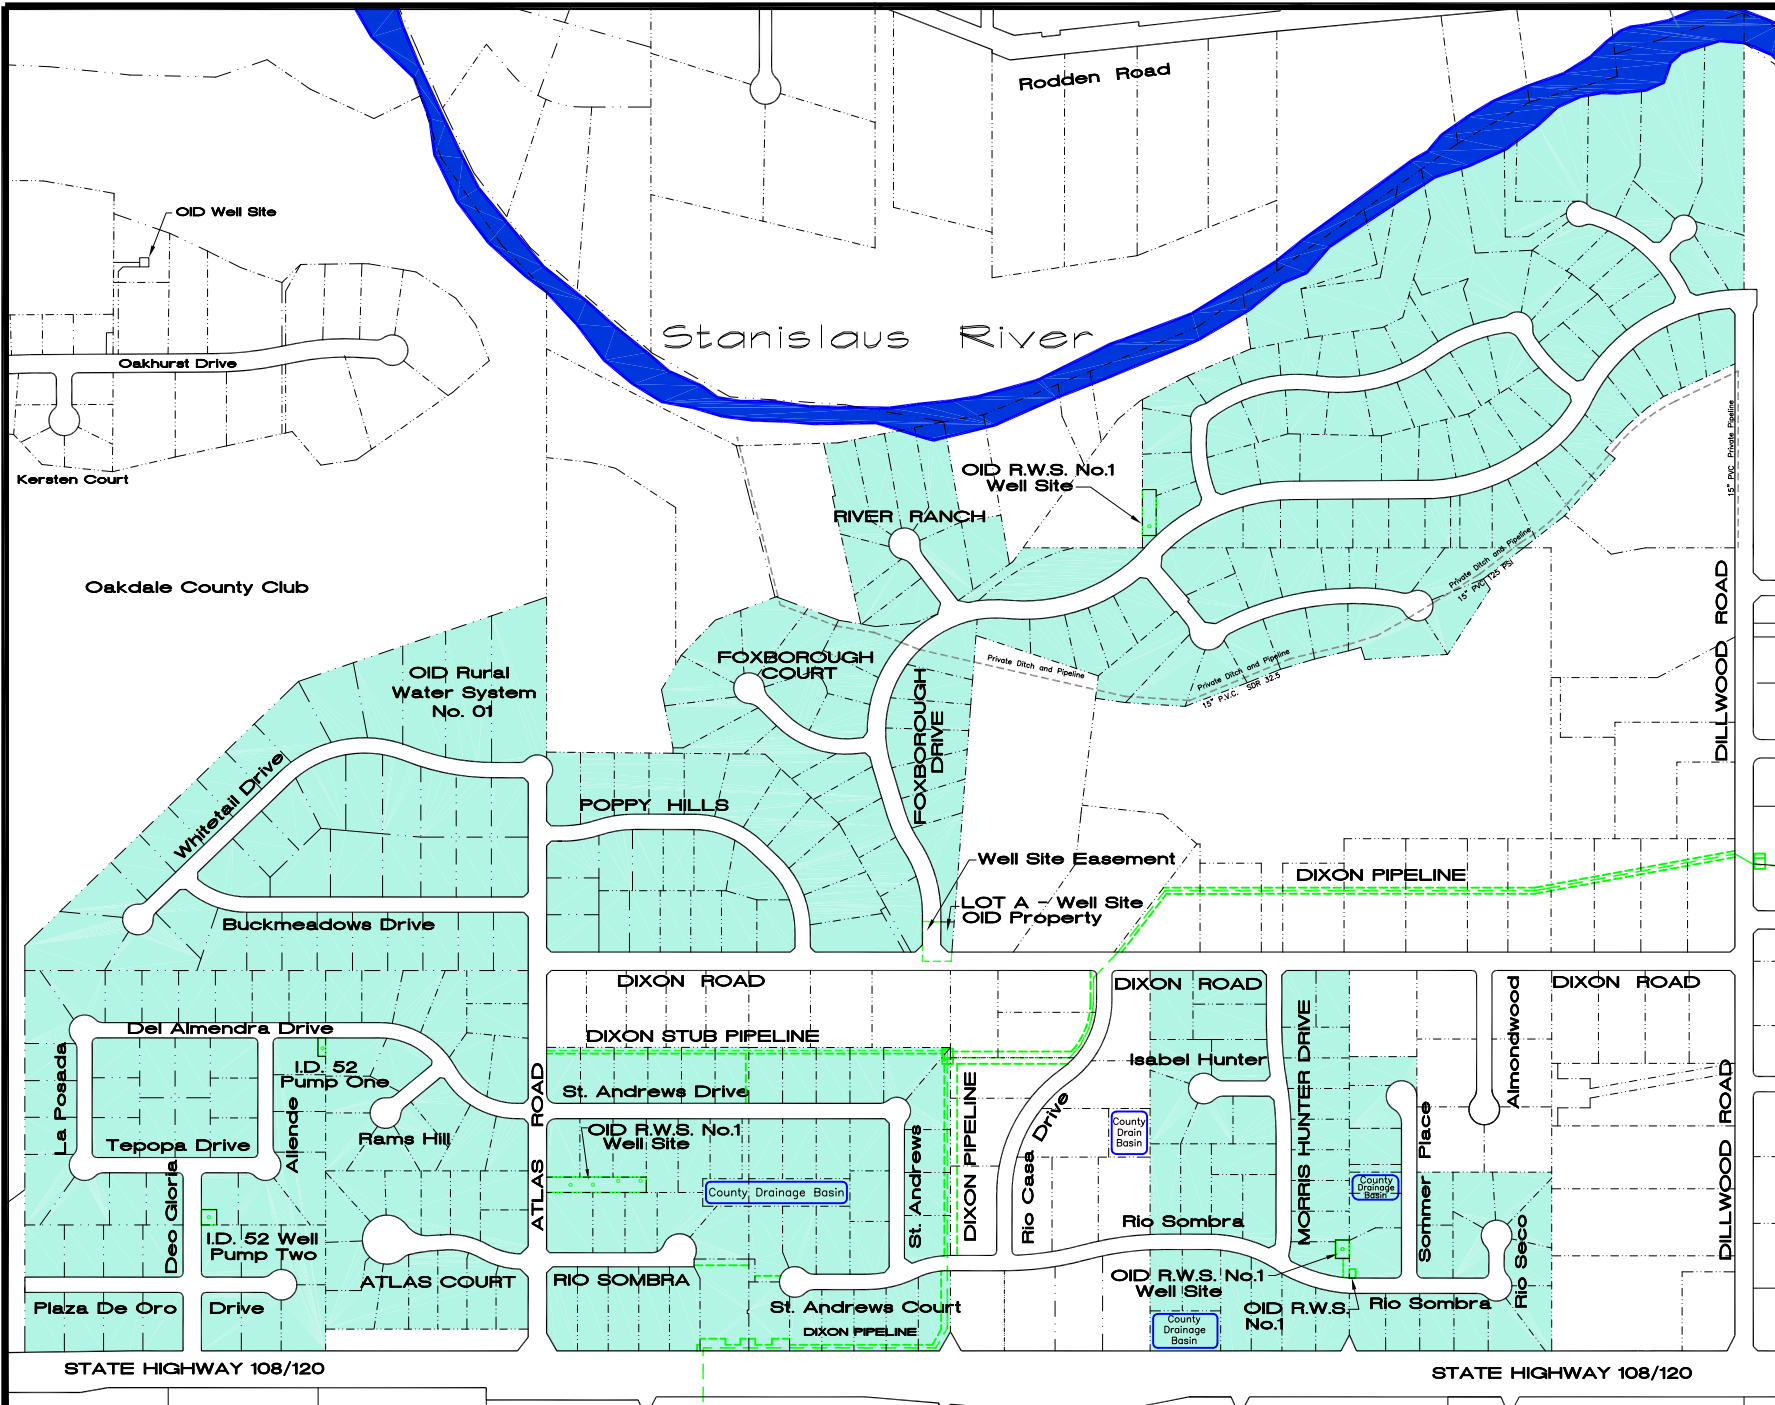 Rodden Road
OID Well Site
Stanislaus River
Oakhurst Drive
Kersten Court
15" PVC Private Pipeline
OID R.W.S. No.1
Well Site
RIVER RANCH
Oakdale County Club
Private Ditch and Pipeline
15" PVC 125 PSI
DILLWOOD ROAD
FOXBOROUGH
COURT
Private Ditch and Pipeline
Private Ditch and Pipeline
15" P.V.C. SDR 32.5
OID Rural
Water System
No. 01
FOXBOROUGH
DRIVE
Whitetail Drive
POPPY HILLS
Well Site Easement
DIXON PIPELINE
LOT A - Well Site
OID Property
Buckmeadows Drive
DIXON ROAD
DIXON ROAD
DIXON ROAD
Del Almendra Drive
DIXON STUB PIPELINE
Almondwood
MORRIS HUNTER DRIVE
La Posada
I.D. 52
Pump One
Isabel Hunter
St. Andrews Drive
ATLAS ROAD
DIXON PIPELINE
Rio Casa Drive
DILLWOOD ROAD
Allende
Rams Hill
Tepopa Drive
OID R.W.S. No.1
Well Site
County
Drain
Basin
St. Andrews
Sommer Place
County Drainage Basin
County
Drainage
Basin
Deo Gloria
I.D. 52 Well
Pump Two
Rio Sombra
Rio Seco
ATLAS COURT
RIO SOMBRA
OID R.W.S. No.1
Well Site
Plaza De Oro Drive
St. Andrews Court
OID R.W.S.
No.1
Rio Sombra
DIXON PIPELINE
County
Drainage
Basin
STATE HIGHWAY 108/120
STATE HIGHWAY 108/120